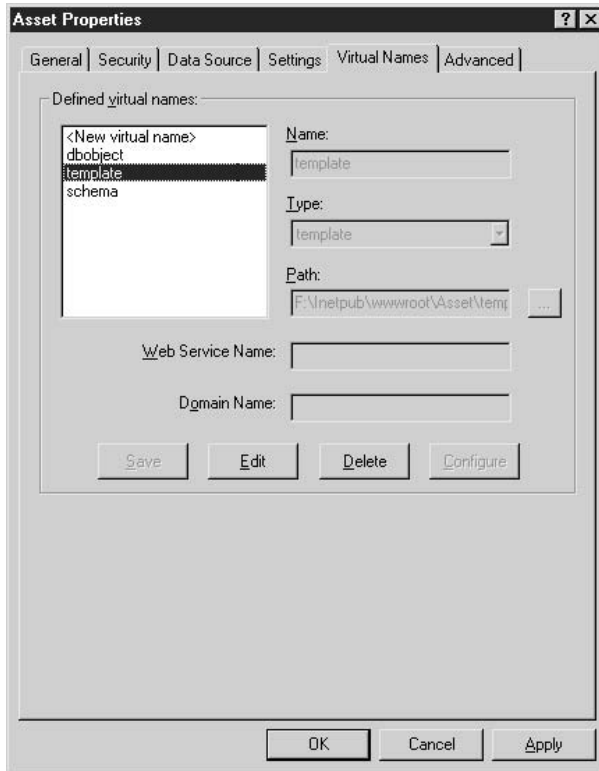 Asset Properties
General Security Data Source Settings Virtual Names Advanced
Defined virtual names:
<New virtual name>
dbobject
template
schema
Name:
template
Type:
template
Path:
F:\Inetpub\wwwroot\Asset\temp
...
Web Service Name:
Domain Name:
Save Edit Delete Configure
OK Cancel Apply